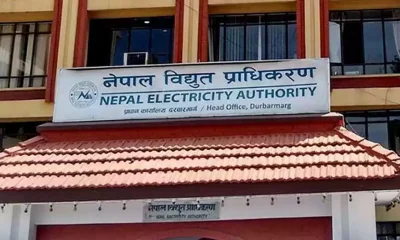 नेपाल विद्युत प्राधिकरण
NEPAL ELECTRICITY AUTHORITY
प्रधान कार्यालय दरबारमार्ग / Head Office, Durbarmarg
नेपाल विद्युत प्राधिकरण
NEPAL ELECTRICITY AUTHORITY